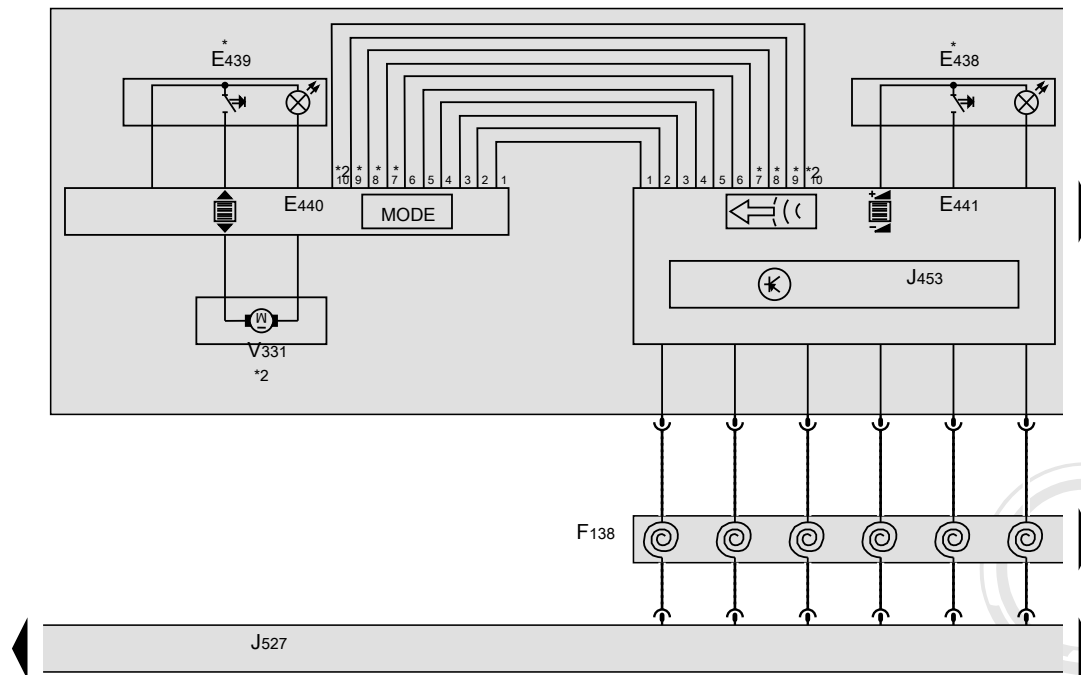 * *
E439 E438
*2 * * * * * * *2
10 9 8 7 6 5 4 3 2 1 1 2 3 4 5 6 7 8 9 10
E440 MODE + E441
-
J453
M
V331
*2
F138
J527